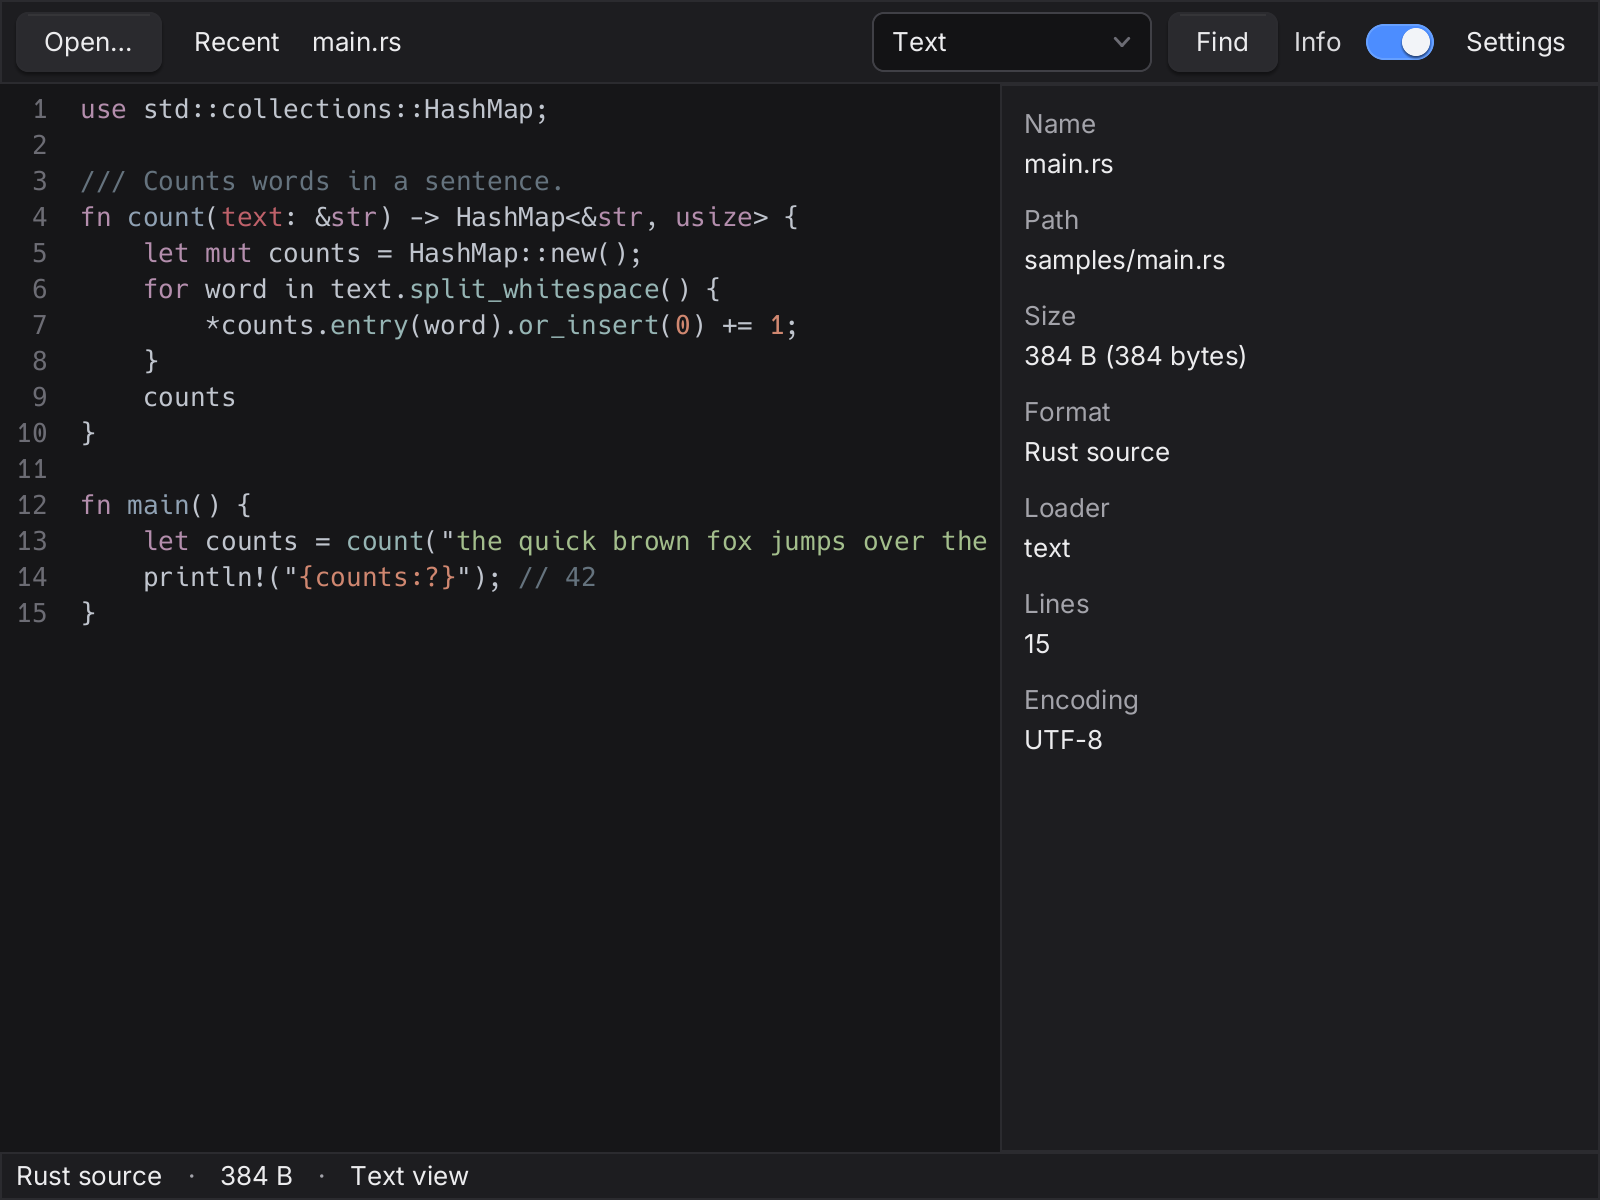 Open... Recent main.rs Text Find Info Settings
1 use std::collections::HashMap;
2
3 /// Counts words in a sentence.
4 fn count(text: &str) -> HashMap<&str, usize> {
5     let mut counts = HashMap::new();
6     for word in text.split_whitespace() {
7         *counts.entry(word).or_insert(0) += 1;
8     }
9     counts
10 }
11
12 fn main() {
13     let counts = count("the quick brown fox jumps over the
14     println!("{counts:?}"); // 42
15 }
Name
main.rs
Path
samples/main.rs
Size
384 B (384 bytes)
Format
Rust source
Loader
text
Lines
15
Encoding
UTF-8
Rust source · 384 B · Text view